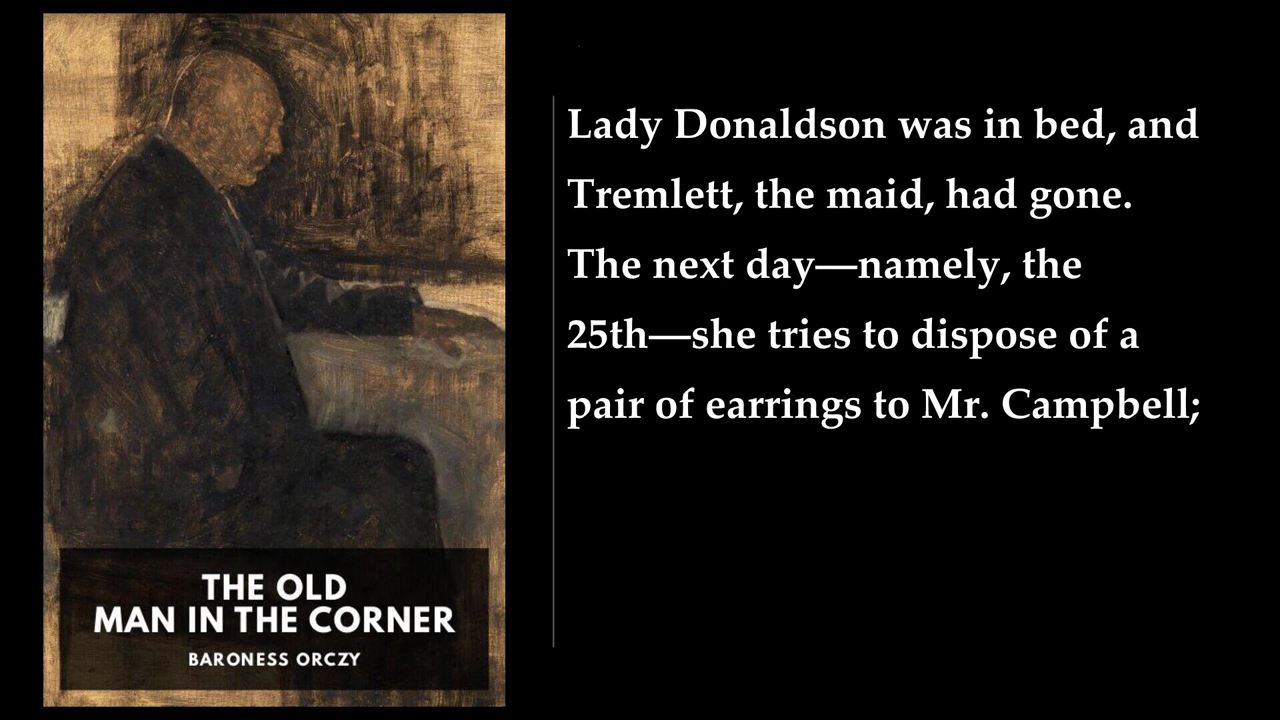 Lady Donaldson was in bed, and
Tremlett, the maid, had gone.
The next day—namely, the
25th—she tries to dispose of a
pair of earrings to Mr. Campbell;
THE OLD
MAN IN THE CORNER
BARONESS ORCZY